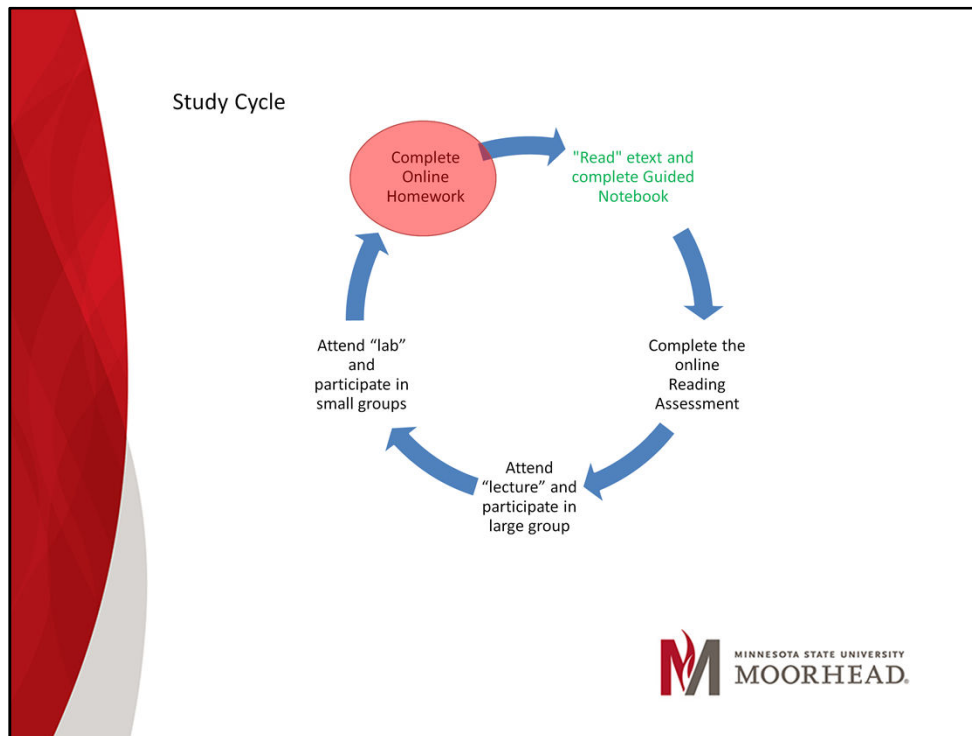 Study Cycle
Complete
Online
Homework
"Read" etext and
complete Guided
Notebook
Complete the
online
Reading
Assessment
Attend
“lecture” and
participate in
large group
Attend “lab”
and
participate in
small groups
MINNESOTA STATE UNIVERSITY
MOORHEAD®